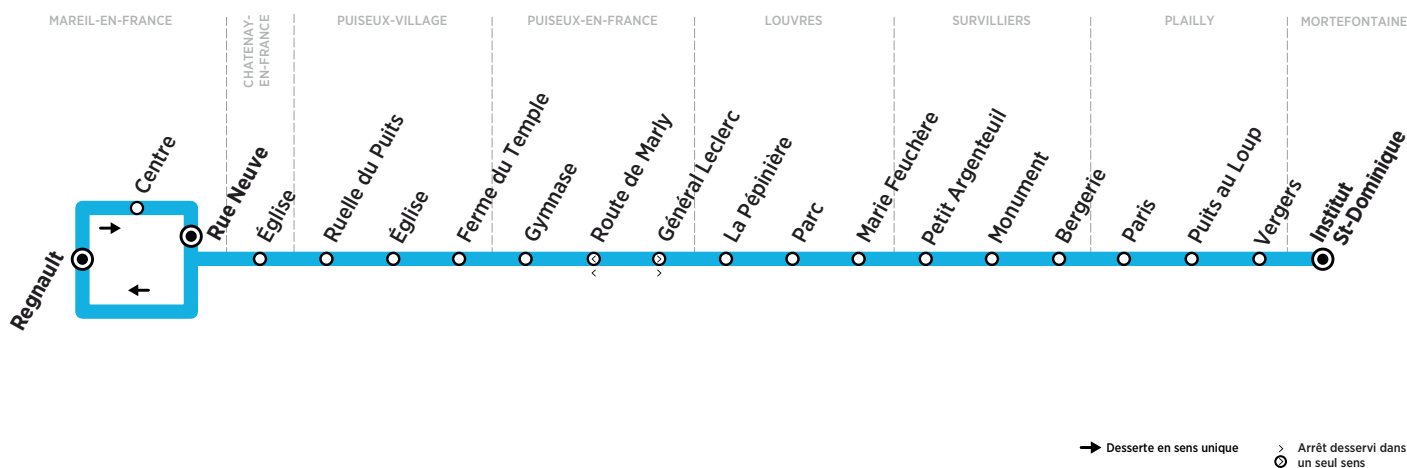 MAREIL-EN-FRANCE
CHATENAY-
EN-FRANCE
PUISEUX-VILLAGE
PUISEUX-EN-FRANCE
LOUVRES
SURVILLIERS
PLAILLY
MORTEFONTAINE
Regnault
Centre
Rue Neuve
Église
Ruelle du Puits
Église
Ferme du Temple
Gymnase
Route de Marly
Général Leclerc
La Pépinière
Parc
Marie Feuchère
Petit Argenteuil
Monument
Bergerie
Paris
Puits au Loup
Vergers
Institut
St-Dominique
Desserte en sens unique
Arrêt desservi dans
un seul sens